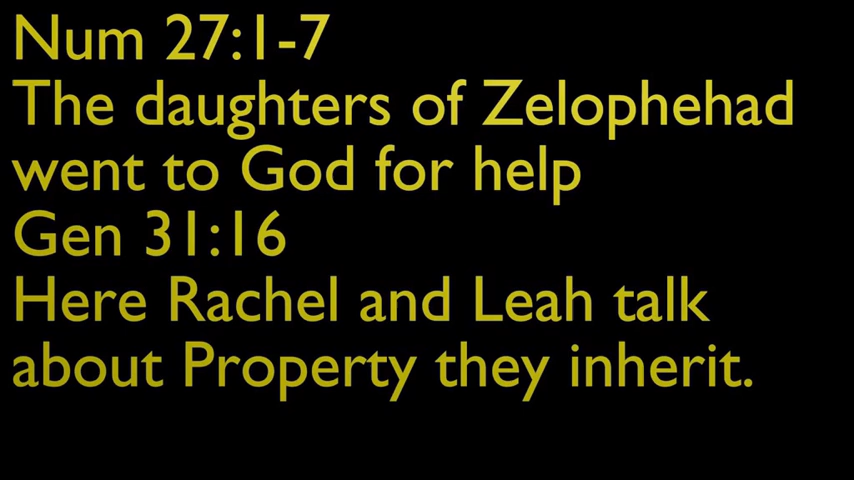 Num 27:1-7
The daughters of Zelophehad
went to God for help
Gen 31:16
Here Rachel and Leah talk
about Property they inherit.